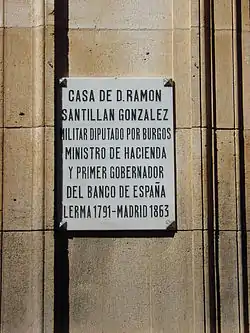 CASA DE D. RAMON
SANTILLAN GONZALEZ
MILITAR DIPUTADO POR BURGOS
MINISTRO DE HACIENDA
Y PRIMER GOBERNADOR
DEL BANCO DE ESPAÑA
LERMA 1791-MADRID 1863